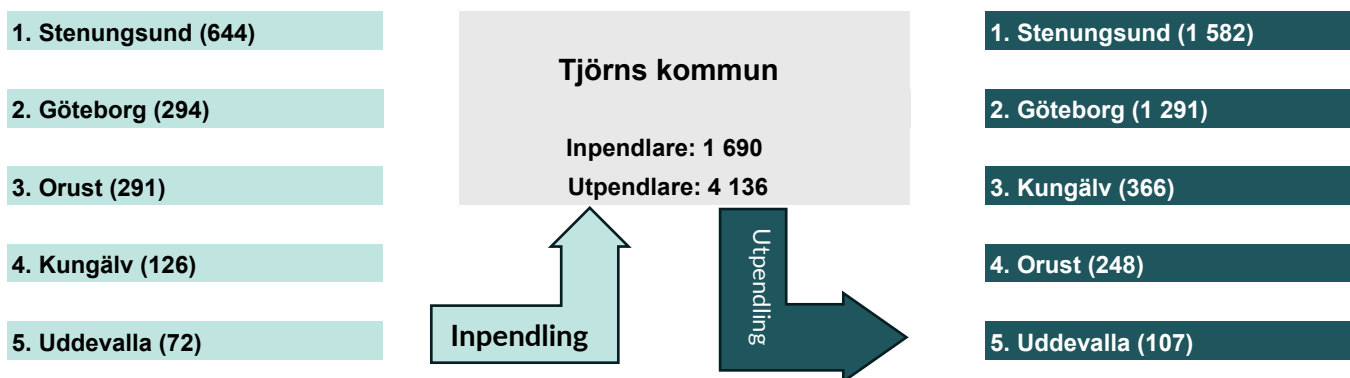 1. Stenungsund (644)
2. Göteborg (294)
3. Orust (291)
4. Kungälv (126)
5. Uddevalla (72)
Tjörns kommun
Inpendlare: 1 690
Utpendlare: 4 136
Inpendling
Utpendling
1. Stenungsund (1 582)
2. Göteborg (1 291)
3. Kungälv (366)
4. Orust (248)
5. Uddevalla (107)